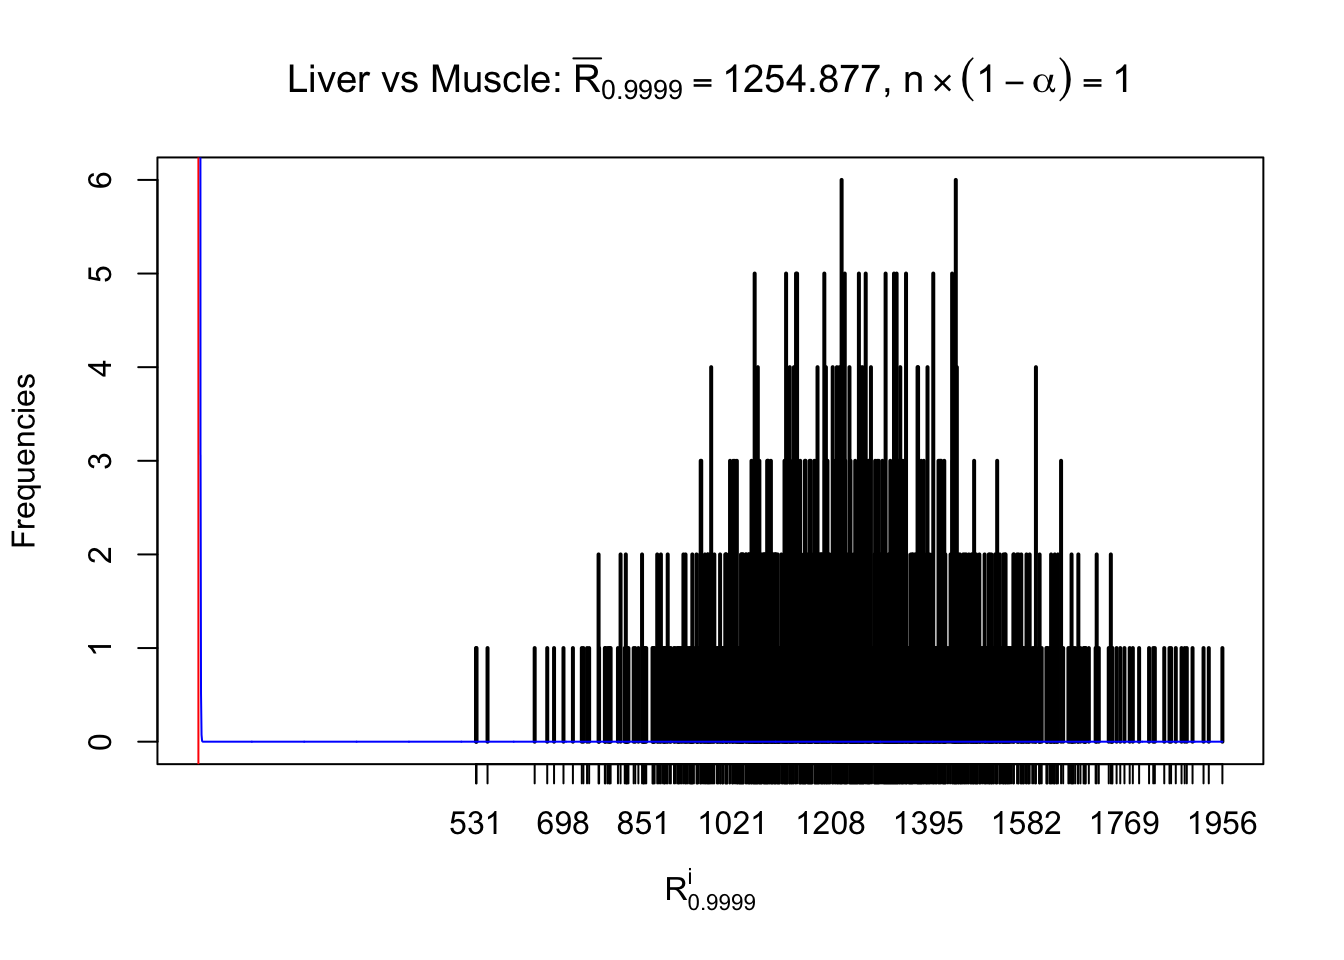 Liver vs Muscle: R̅₀.₉₉₉₉ = 1254.877, n × (1 − α) = 1
6
5
4
3
2
1
0
Frequencies
531 698 851 1021 1208 1395 1582 1769 1956
Rⁱ₀.₉₉₉₉